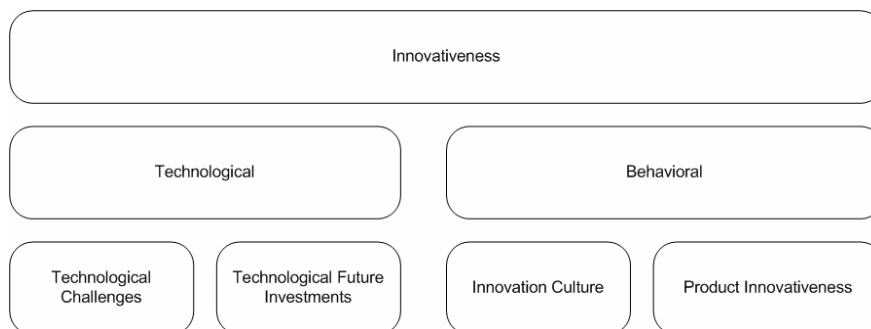 Innovativeness
Technological
Behavioral
Technological
Challenges
Technological Future
Investments
Innovation Culture
Product Innovativeness